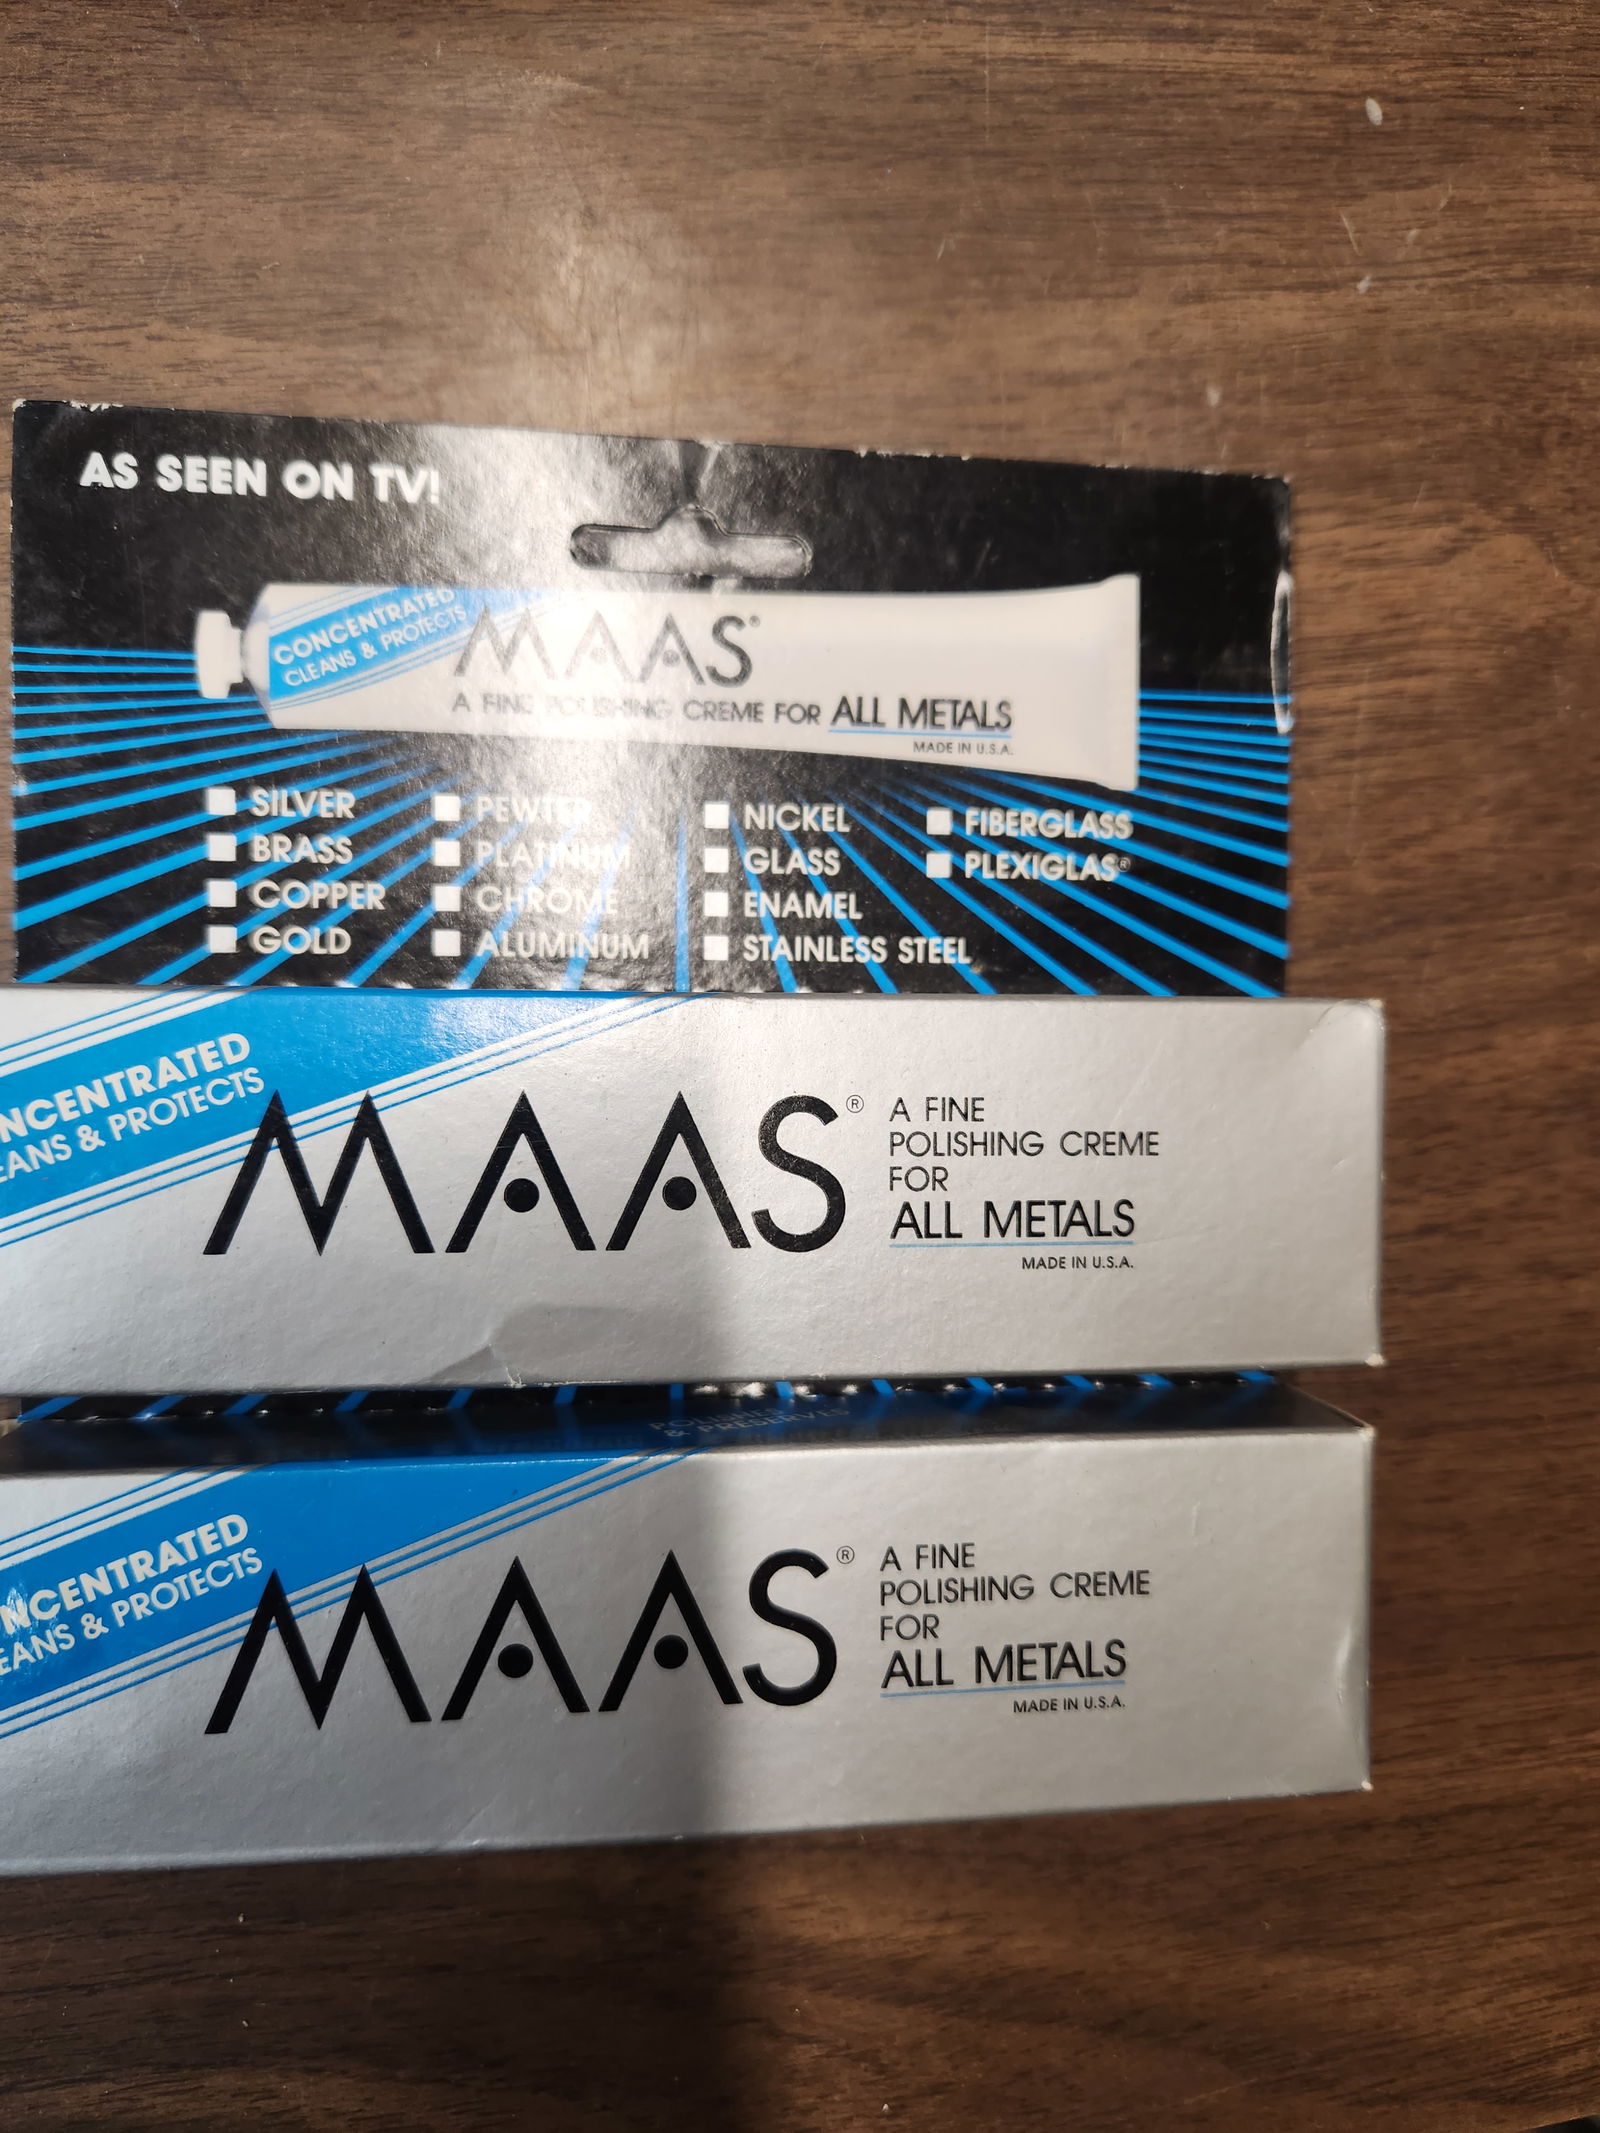 AS SEEN ON TV!
CONCENTRATED
CLEANS & PROTECTS
MAAS®
A FINE POLISHING CREME FOR ALL METALS
MADE IN U.S.A.
SILVER PEWTER NICKEL FIBERGLASS
BRASS PLATINUM GLASS PLEXIGLAS®
COPPER CHROME ENAMEL
GOLD ALUMINUM STAINLESS STEEL
NCENTRATED
EANS & PROTECTS
MAAS®
A FINE
POLISHING CREME
FOR
ALL METALS
MADE IN U.S.A.
& PRESERVES
NCENTRATED
EANS & PROTECTS
MAAS®
A FINE
POLISHING CREME
FOR
ALL METALS
MADE IN U.S.A.